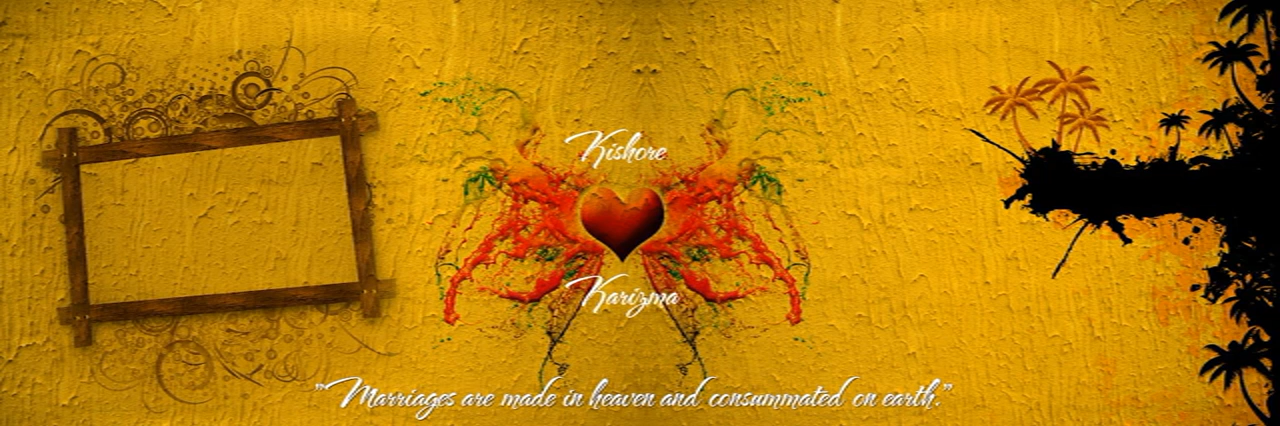 Kishore
Karizma
"Marriages are made in heaven and consummated on earth."